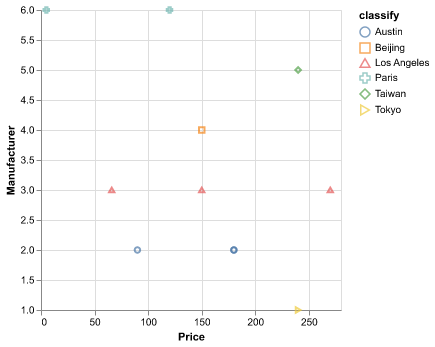 6.0
5.5
5.0
4.5
4.0
3.5
3.0
2.5
2.0
1.5
1.0
Manufacturer
0 50 100 150 200 250
Price
classify
Austin
Beijing
Los Angeles
Paris
Taiwan
Tokyo